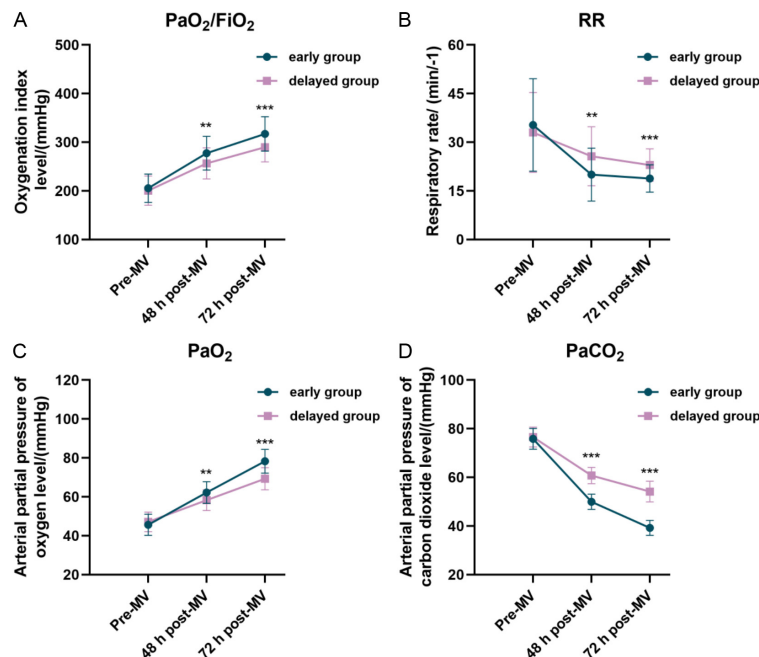 A
PaO₂/FiO₂
500
400
300
200
100
Oxygenation index
level/(mmHg)
early group
delayed group
**
***
Pre-MV
48 h post-MV
72 h post-MV
B
RR
60
45
30
15
0
Respiratory rate/ (min/-1)
early group
delayed group
**
***
Pre-MV
48 h post-MV
72 h post-MV
C
PaO₂
120
100
80
60
40
20
Arterial partial pressure of
oxygen level/(mmHg)
early group
delayed group
**
***
Pre-MV
48 h post-MV
72 h post-MV
D
PaCO₂
100
80
60
40
20
Arterial partial pressure of
carbon dioxide level/(mmHg)
early group
delayed group
***
***
Pre-MV
48 h post-MV
72 h post-MV